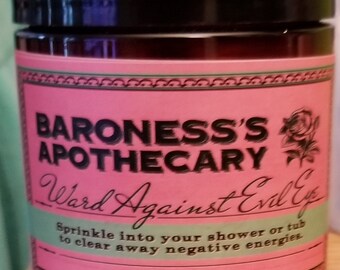 BARONESS'S
APOTHECARY
Ward Against Evil Eye
Sprinkle into your shower or tub
to clear away negative energies.